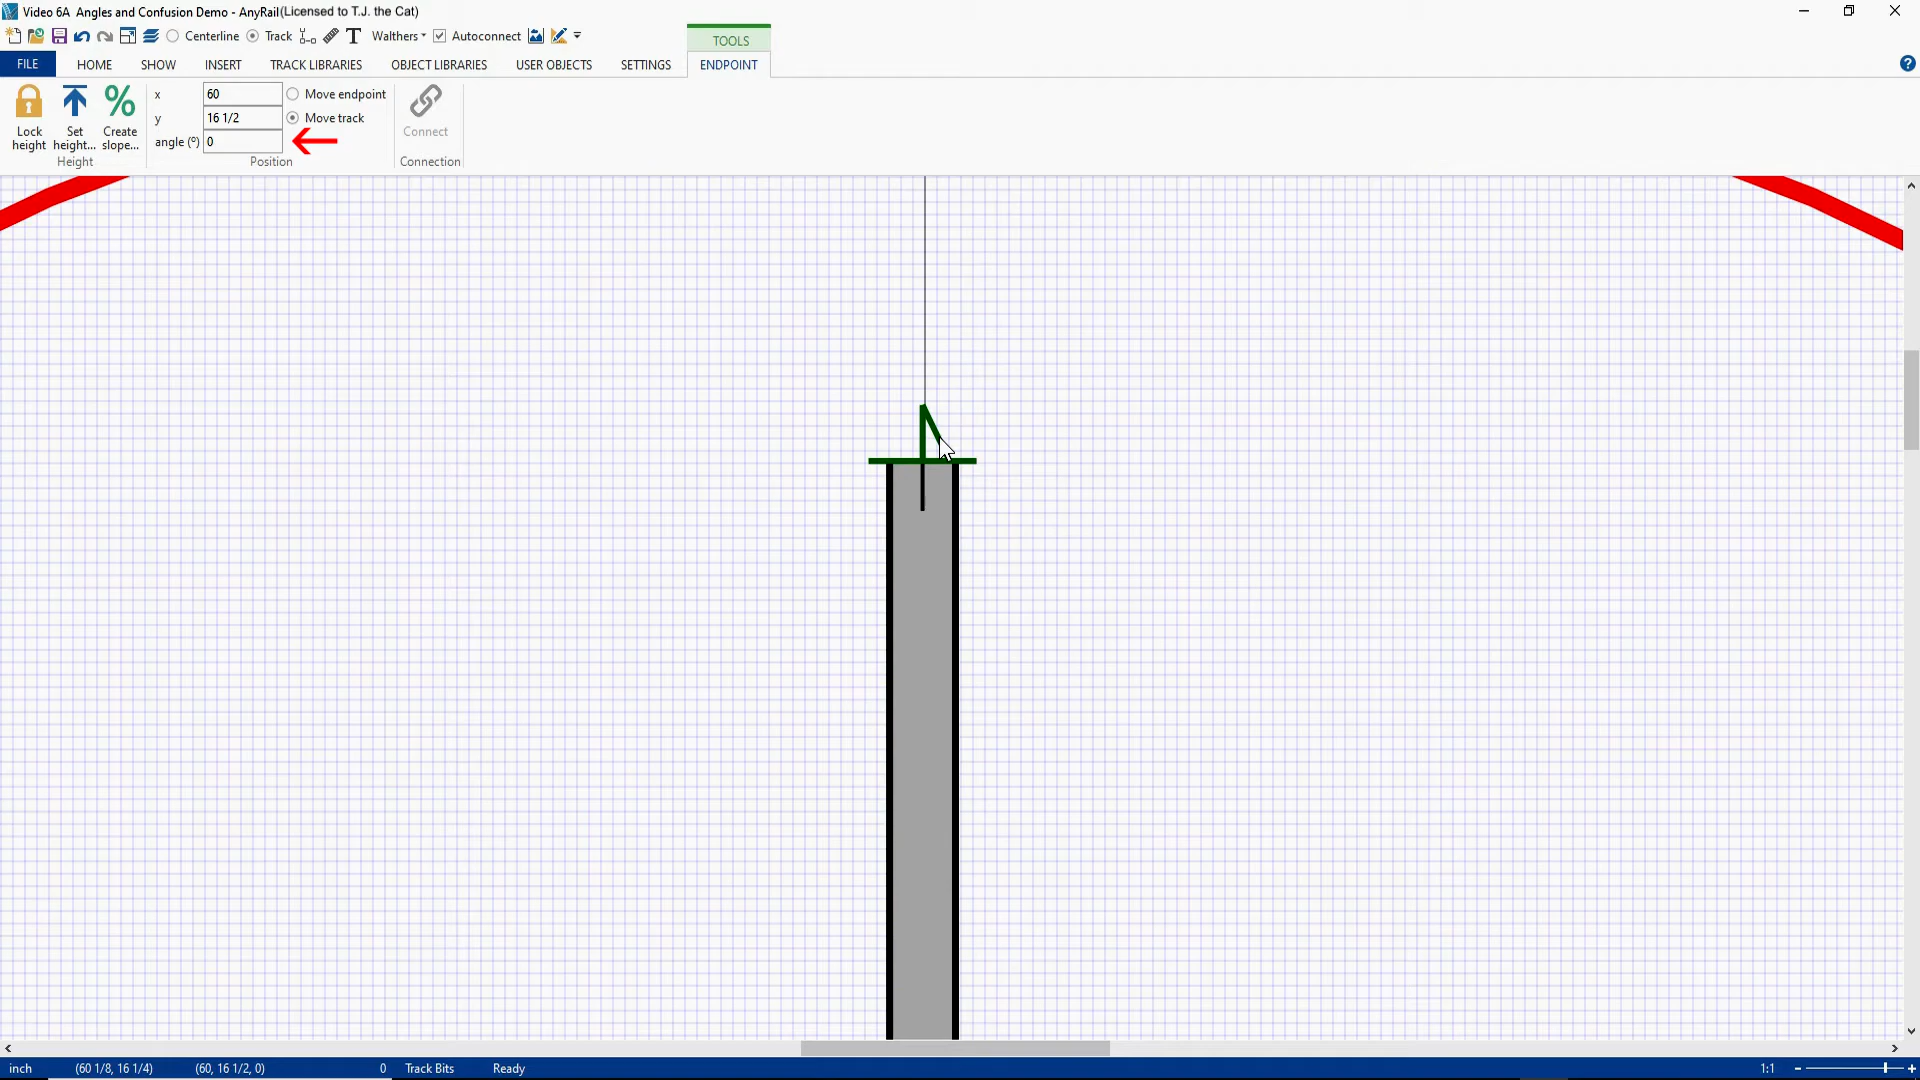 Video 6A  Angles and Confusion Demo - AnyRail(Licensed to T.J. the Cat)
Centerline Track T Walthers Autoconnect TOOLS
FILE HOME SHOW INSERT TRACK LIBRARIES OBJECT LIBRARIES USER OBJECTS SETTINGS ENDPOINT
x 60 Move endpoint
y 16 1/2 Move track
angle (º) 0
Lock height
Set height...
Create slope...
Connect
Height Position Connection
inch (60 1/8, 16 1/4) (60, 16 1/2, 0) 0 Track Bits Ready 1:1